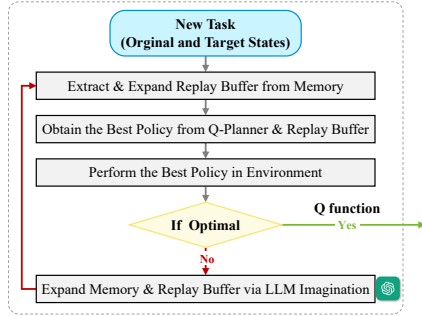 New Task
(Orginal and Target States)
Extract & Expand Replay Buffer from Memory
Obtain the Best Policy from Q-Planner & Replay Buffer
Perform the Best Policy in Environment
Q function
If Optimal
Yes
No
Expand Memory & Replay Buffer via LLM Imagination